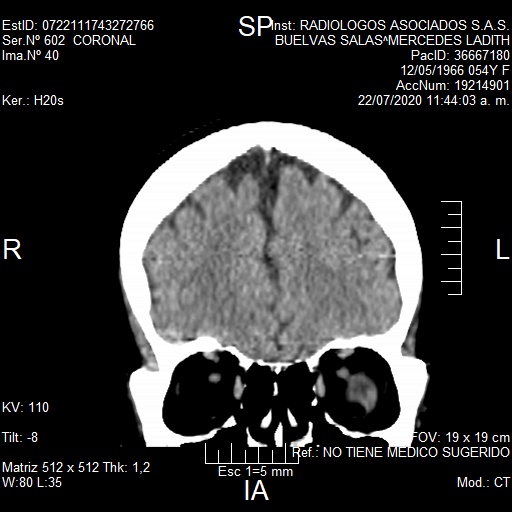 EstID: 0722111743272766
Ser.Nº 602 CORONAL
Ima.Nº 40
Ker.: H20s
SP
Inst: RADIOLOGOS ASOCIADOS S.A.S.
BUELVAS SALAS^MERCEDES LADITH
PacID: 36667180
12/05/1966 054Y F
AccNum: 19214901
22/07/2020 11:44:03 a. m.
R
L
KV: 110
Tilt: -8
Matriz 512 x 512 Thk: 1,2
W:80 L:35
Esc 1=5 mm
IA
FOV: 19 x 19 cm
Ref.: NO TIENE MEDICO SUGERIDO
Mod.: CT